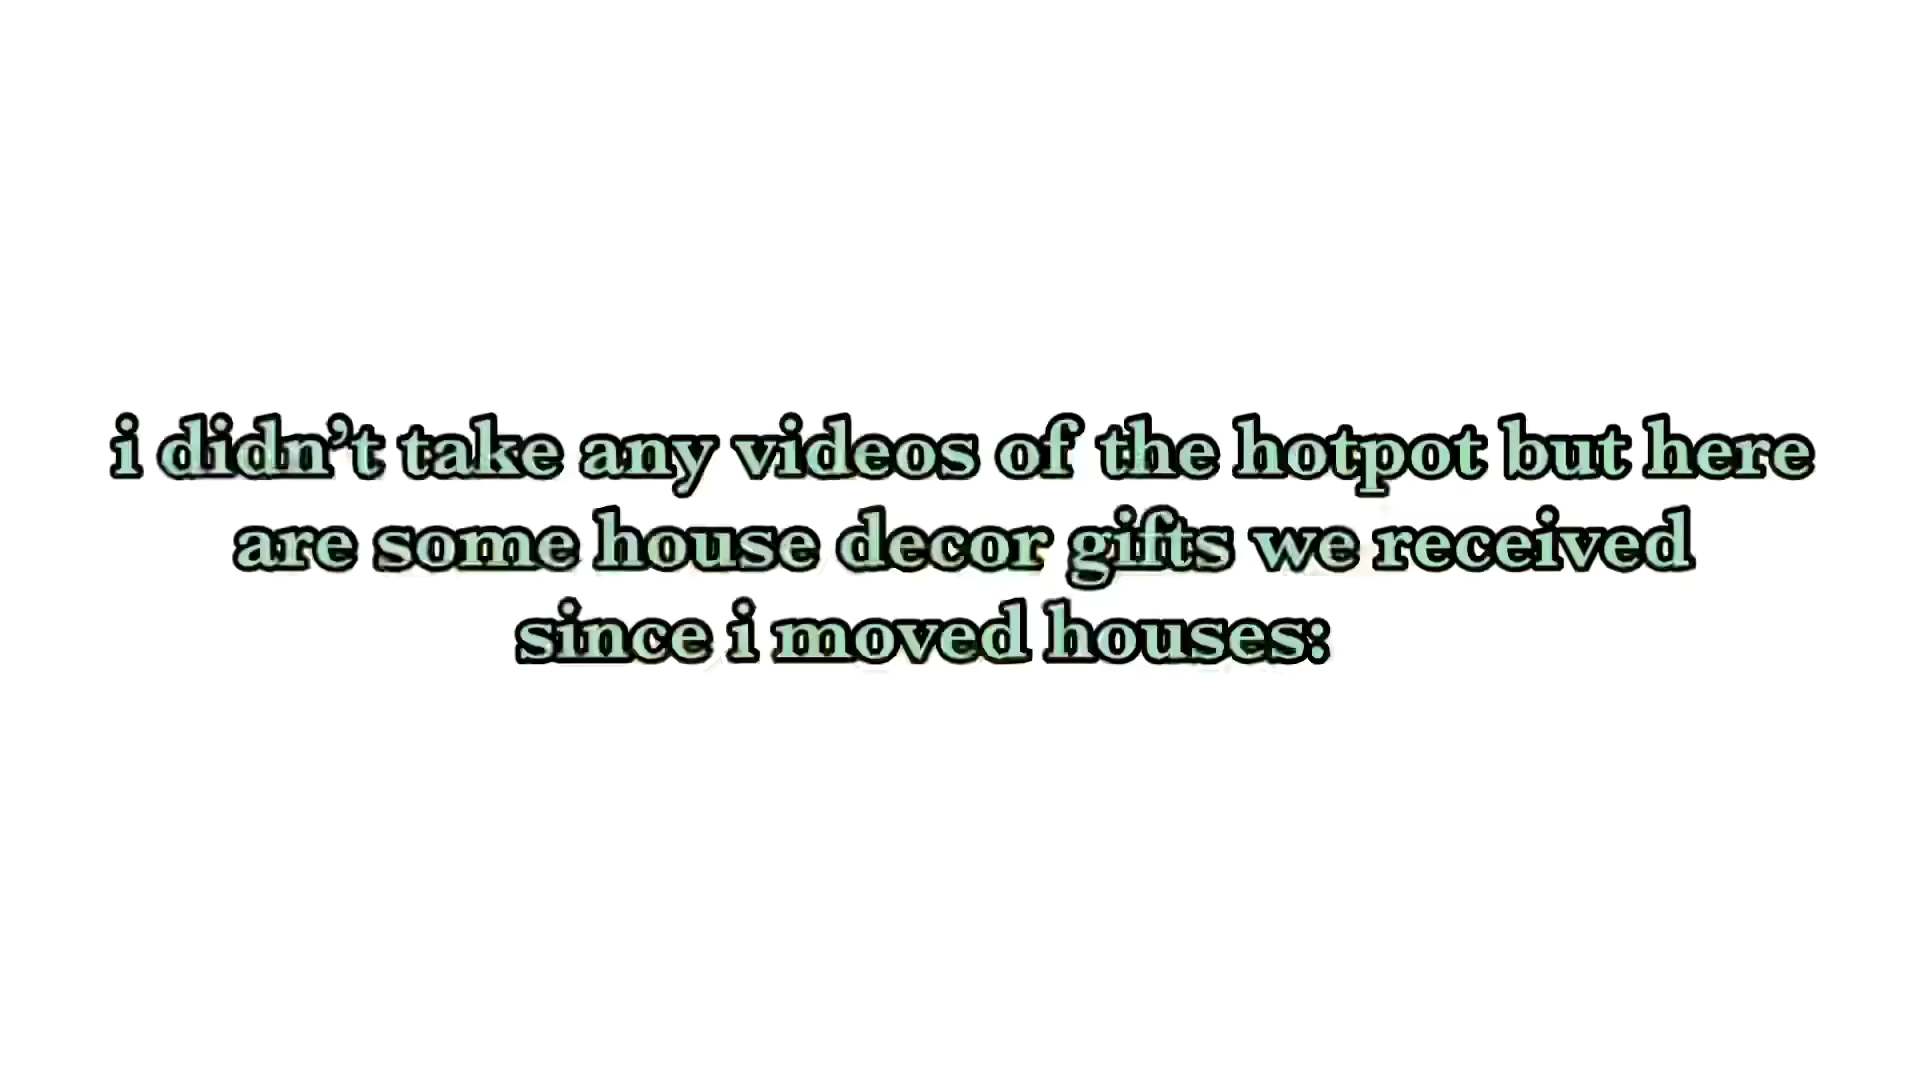 i didn’t take any videos of the hotpot but here
are some house decor gifts we received
since i moved houses: